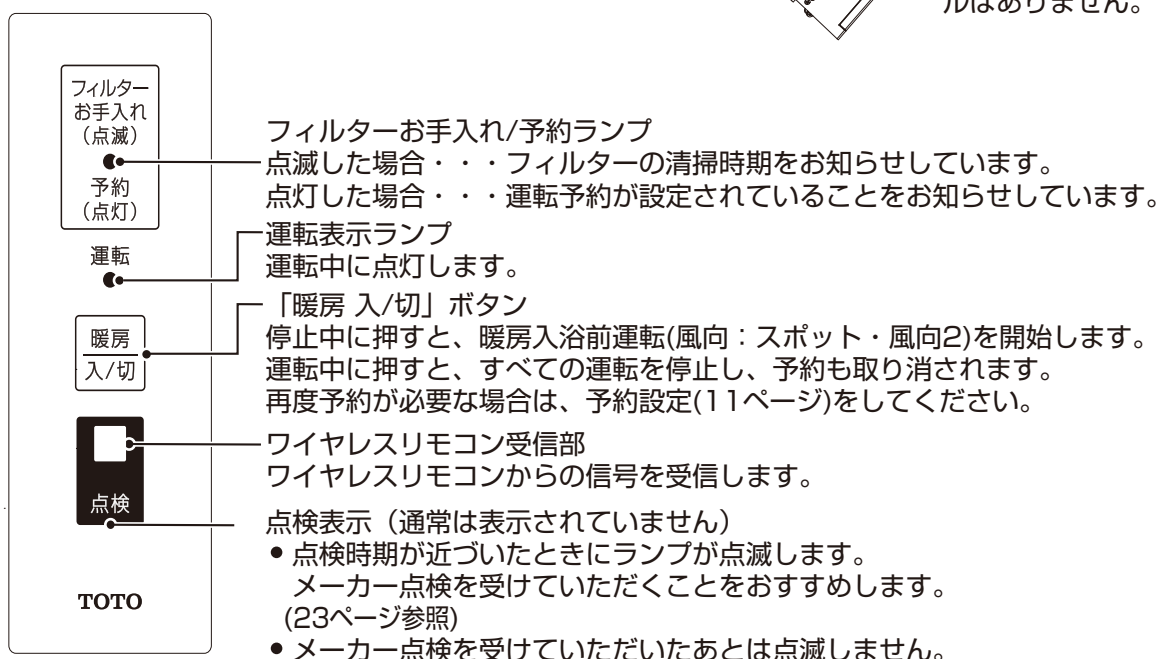 ルはありません。
フィルター
お手入れ
（点滅）
予約
（点灯）
運転
暖房
入/切
点検
TOTO
フィルターお手入れ/予約ランプ
点滅した場合・・・フィルターの清掃時期をお知らせしています。
点灯した場合・・・運転予約が設定されていることをお知らせしています。
運転表示ランプ
運転中に点灯します。
「暖房 入/切」ボタン
停止中に押すと、暖房入浴前運転(風向：スポット・風向2)を開始します。
運転中に押すと、すべての運転を停止し、予約も取り消されます。
再度予約が必要な場合は、予約設定(11ページ)をしてください。
ワイヤレスリモコン受信部
ワイヤレスリモコンからの信号を受信します。
点検表示（通常は表示されていません）
● 点検時期が近づいたときにランプが点滅します。
メーカー点検を受けていただくことをおすすめします。
(23ページ参照)
● メーカー点検を受けていただいたあとは点滅しません。